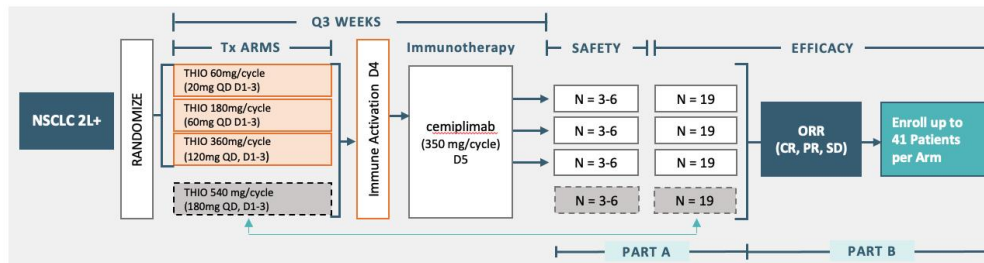 Q3 WEEKS
Tx ARMS
Immunotherapy
SAFETY
EFFICACY
NSCLC 2L+
RANDOMIZE
THIO 60mg/cycle
(20mg QD D1-3)
THIO 180mg/cycle
(60mg QD D1-3)
THIO 360mg/cycle
(120mg QD, D1-3)
THIO 540 mg/cycle
(180mg QD, D1-3)
Immune Activation D4
cemiplimab
(350 mg/cycle)
D5
N = 3-6
N = 19
N = 3-6
N = 19
N = 3-6
N = 19
N = 3-6
N = 19
ORR
(CR, PR, SD)
Enroll up to
41 Patients
per Arm
PART A
PART B